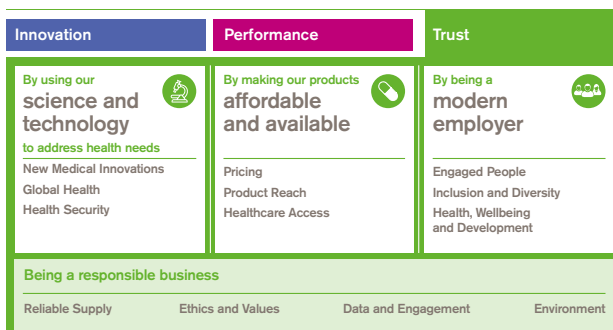 Innovation
Performance
Trust
By using our
science and
technology
to address health needs
New Medical Innovations
Global Health
Health Security
By making our products
affordable
and available
Pricing
Product Reach
Healthcare Access
By being a
modern
employer
Engaged People
Inclusion and Diversity
Health, Wellbeing
and Development
Being a responsible business
Reliable Supply
Ethics and Values
Data and Engagement
Environment